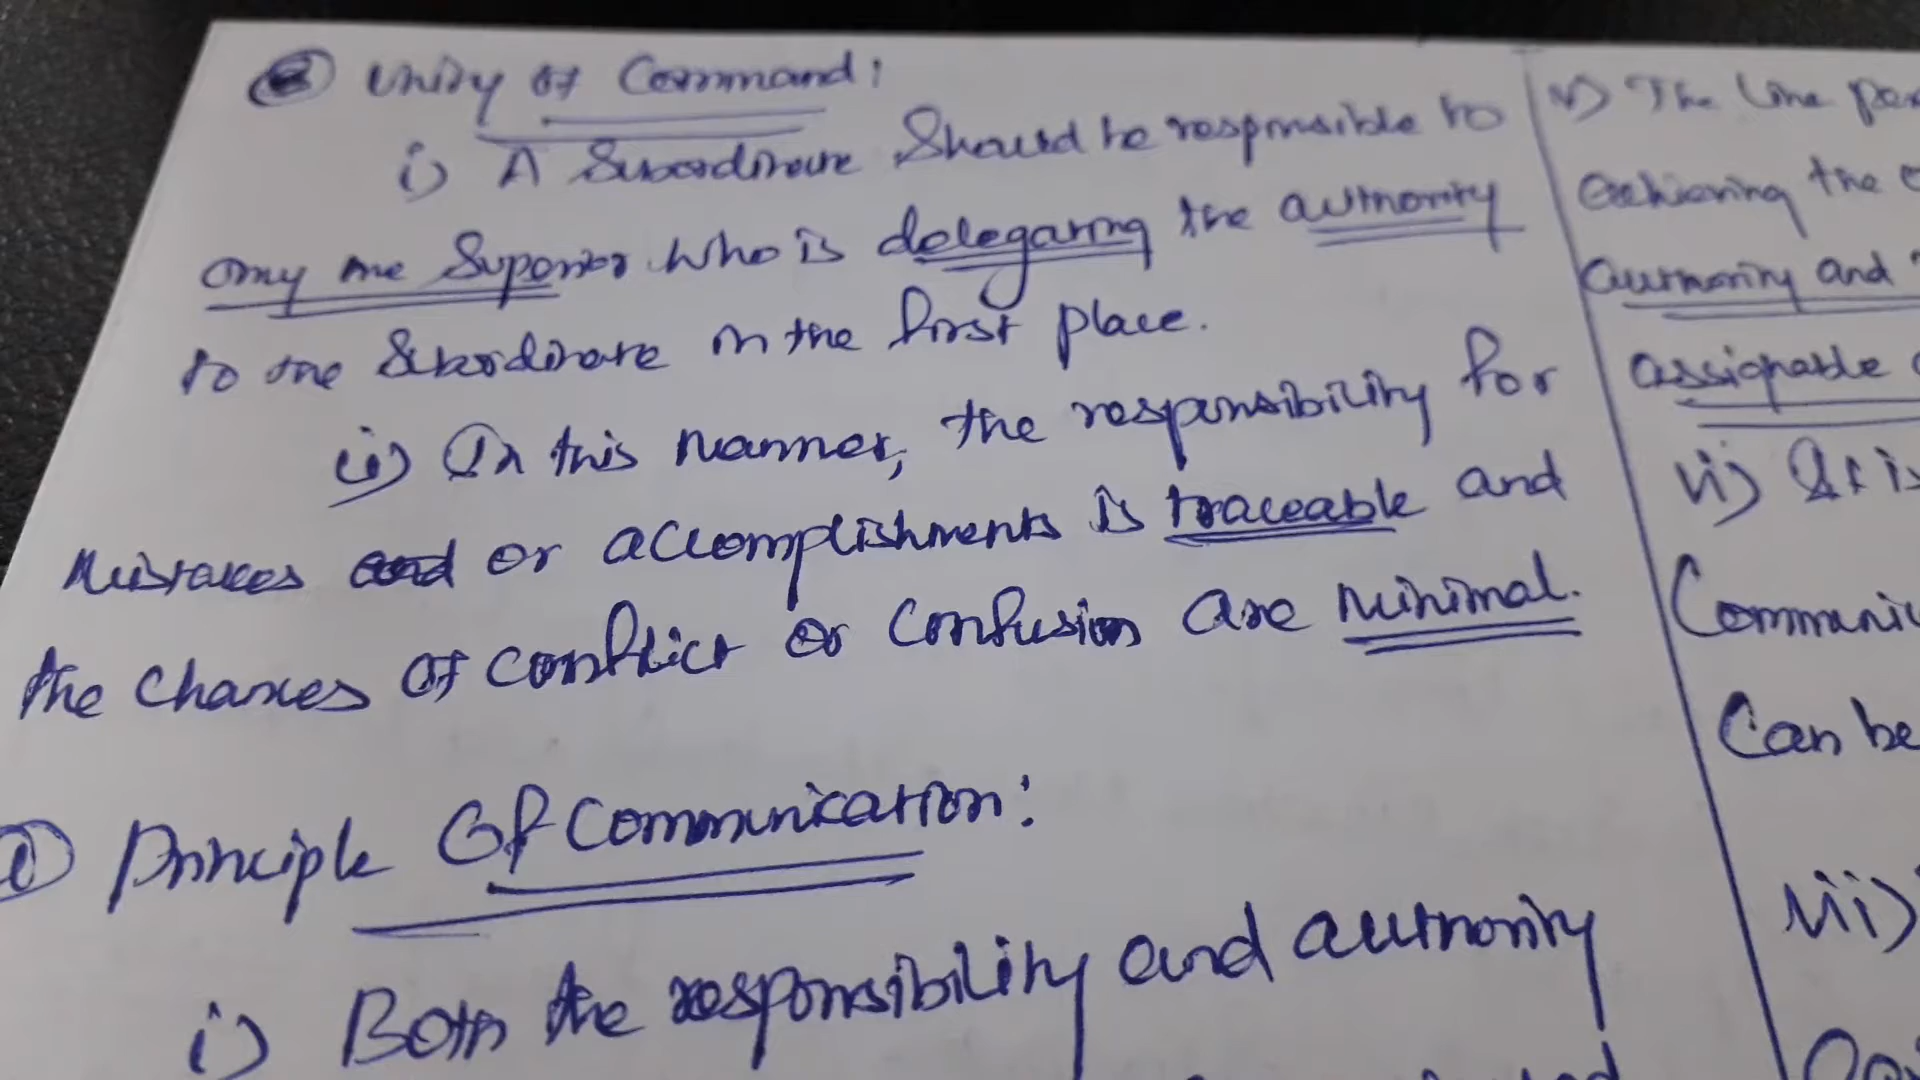 Unity of Command:
i) A Subordinate Should be responsible to
only one Superior who is delegating the authority
to the Subordinate in the first place.
ii) In this manner, the responsibility for
Mistakes and or accomplishments is traceable and
the chances of conflict or confusion are minimal.
Principle Of Communication:
i) Both the responsibility and authority
v) The Line
achieving the
authority and
assignable
vi) It is
Communic
Can be
vii)